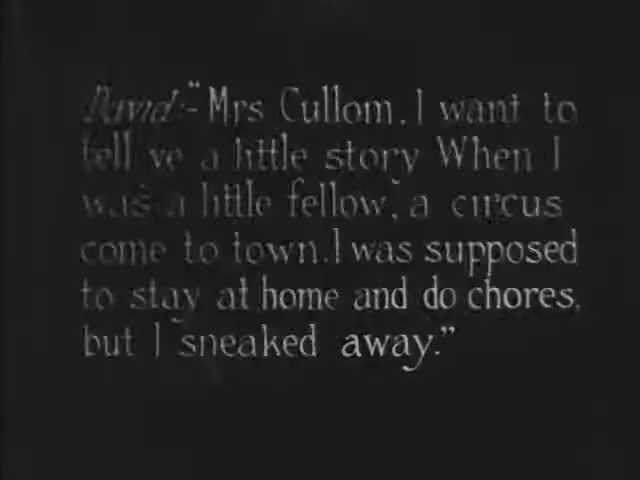 David:- "Mrs Cullom, I want to
tell ye a little story When I
was a little fellow, a circus
come to town. I was supposed
to stay at home and do chores,
but I sneaked away."